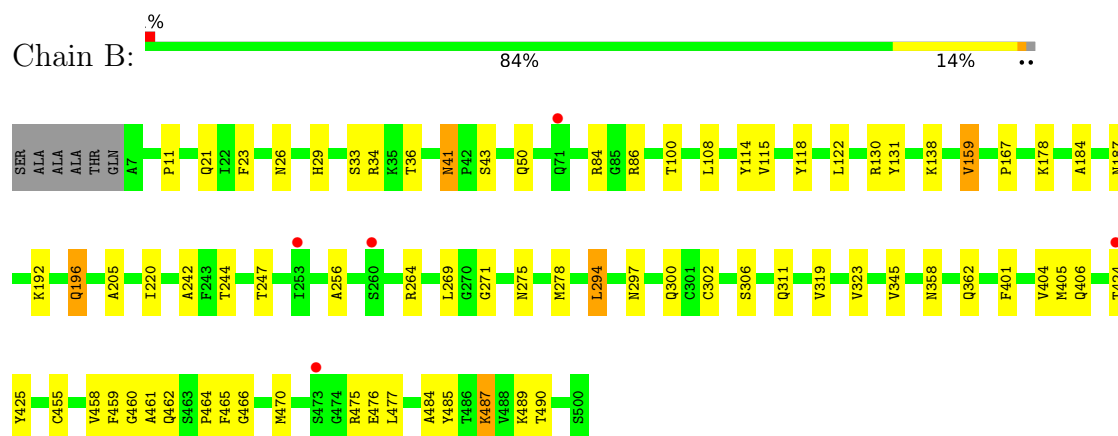 %
Chain B:
84% 14% ••
SER ALA ALA ALA THR GLN A7 P11 Q21 I22 F23 N26 H29 S33 R34 K35 T36 N41 P42 S43 Q50 Q71 R84 G85 R86 T100 L108 Y114 V115 Y118 L122 R130 Y131 K138 V159 P167 K178 A184 N187
K192 Q196 A205 I220 A242 F243 T244 T247 I253 A256 S260 R264 L269 G270 G271 N275 M278 L294 N297 Q300 C301 C302 S306 Q311 V319 V323 V345 N358 Q362 F401 V404 M405 Q406 T424
Y425 C455 V458 F459 G460 A461 Q462 S463 P464 F465 G466 M470 S473 G474 R475 E476 L477 A484 Y485 T486 K487 V488 K489 T490 S500